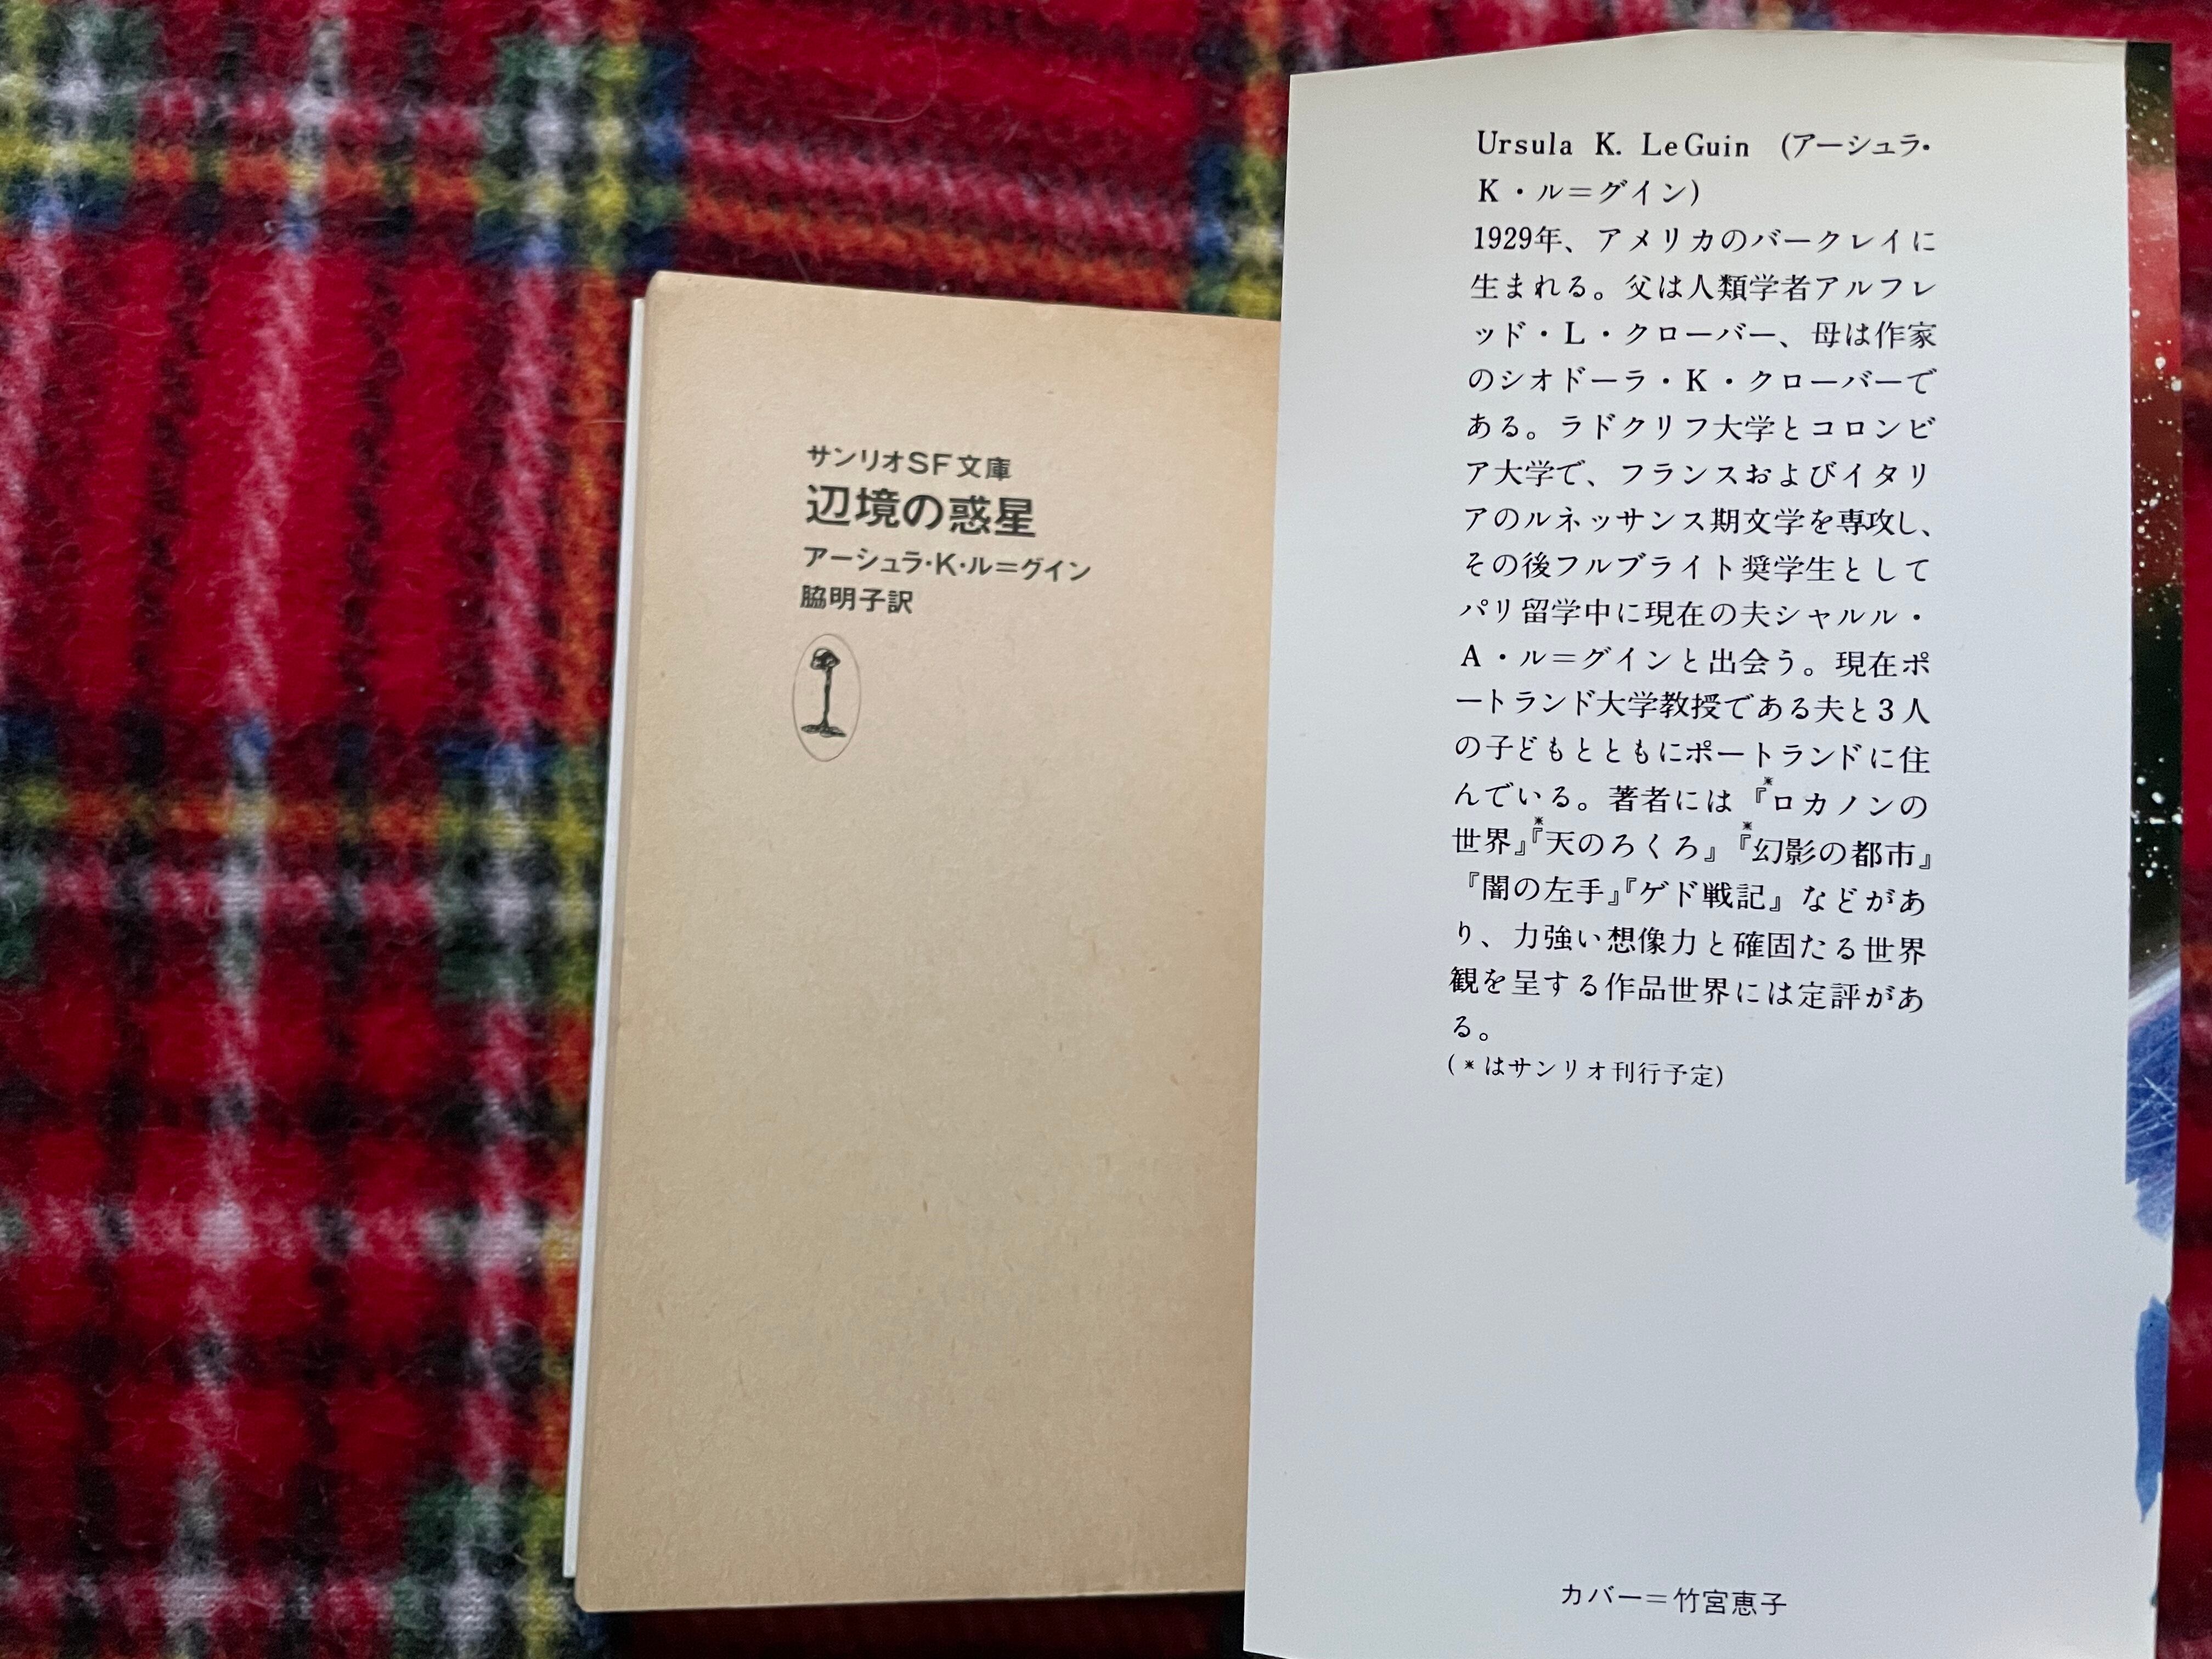 サンリオSF文庫
辺境の惑星
アーシュラ・K・ル=グイン
脇明子訳
Ursula K. LeGuin (アーシュラ・
K・ル=グイン)
1929年、アメリカのバークレイに
生まれる。父は人類学者アルフレ
ッド・L・クローバー、母は作家
のシオドーラ・K・クローバーで
ある。ラドクリフ大学とコロンビ
ア大学で、フランスおよびイタリ
アのルネッサンス期文学を専攻し、
その後フルブライト奨学生として
パリ留学中に現在の夫シャルル・
A・ル=グインと出会う。現在ポ
ートランド大学教授である夫と3人
の子どもとともにポートランドに住
んでいる。著者には『※ロカノンの
世界』『※天のろくろ』『※幻影の都市』
『闇の左手』『ゲド戦記』などがあ
り、力強い想像力と確固たる世界
観を呈する作品世界には定評があ
る。
(※はサンリオ刊行予定)
カバー=竹宮恵子